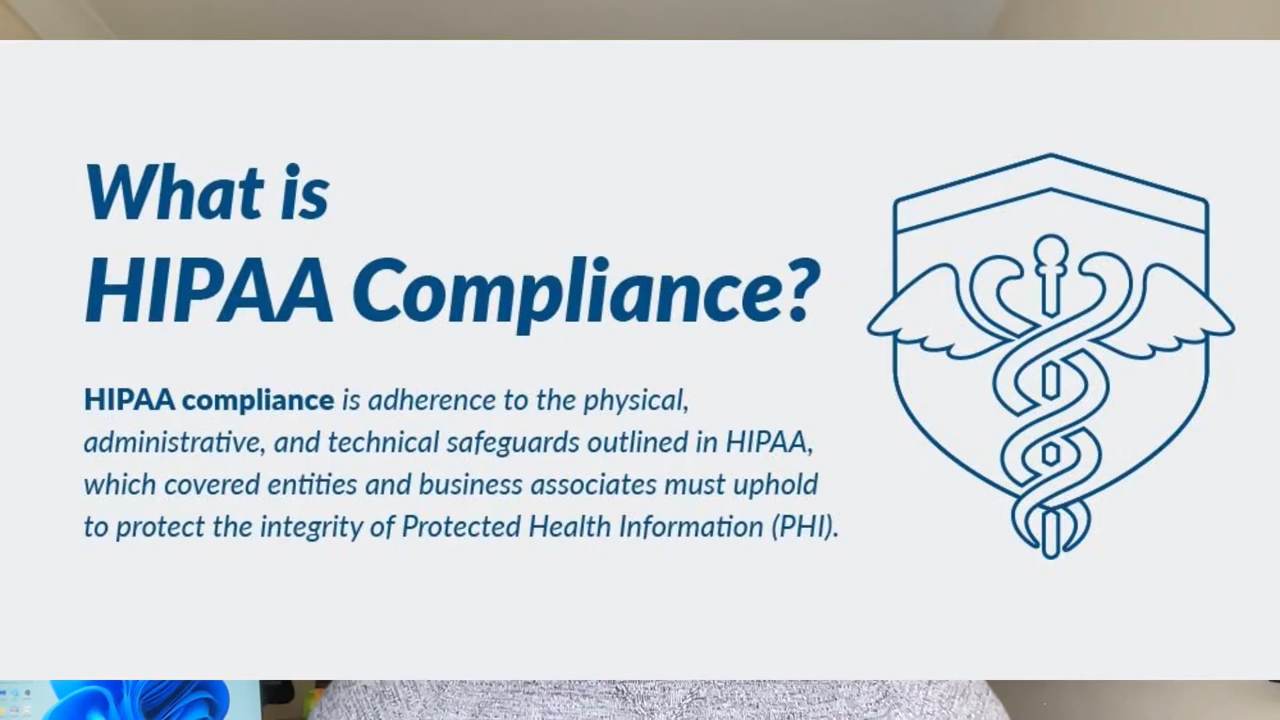 What is
HIPAA Compliance?
HIPAA compliance is adherence to the physical,
administrative, and technical safeguards outlined in HIPAA,
which covered entities and business associates must uphold
to protect the integrity of Protected Health Information (PHI).